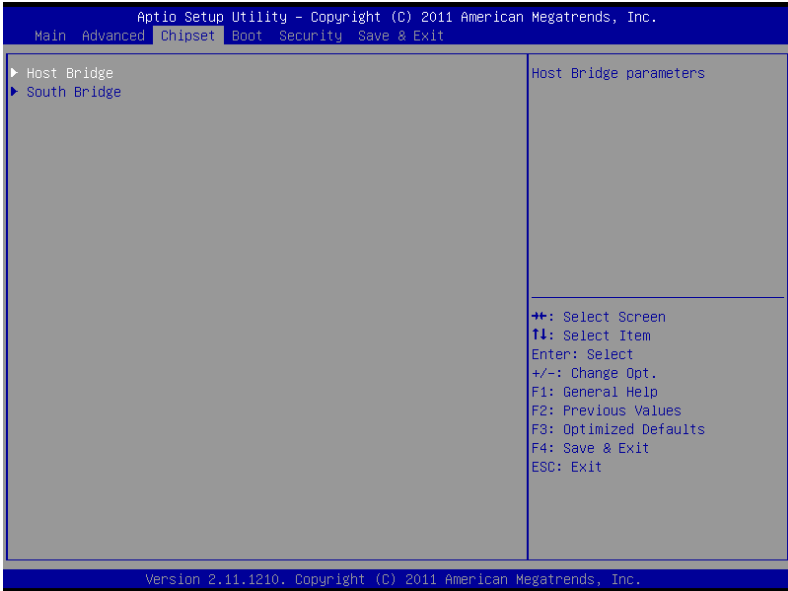 Aptio Setup Utility – Copyright (C) 2011 American Megatrends, Inc.
Main Advanced Chipset Boot Security Save & Exit
▶ Host Bridge
▶ South Bridge
Host Bridge parameters
→←: Select Screen
↑↓: Select Item
Enter: Select
+/-: Change Opt.
F1: General Help
F2: Previous Values
F3: Optimized Defaults
F4: Save & Exit
ESC: Exit
Version 2.11.1210. Copyright (C) 2011 American Megatrends, Inc.